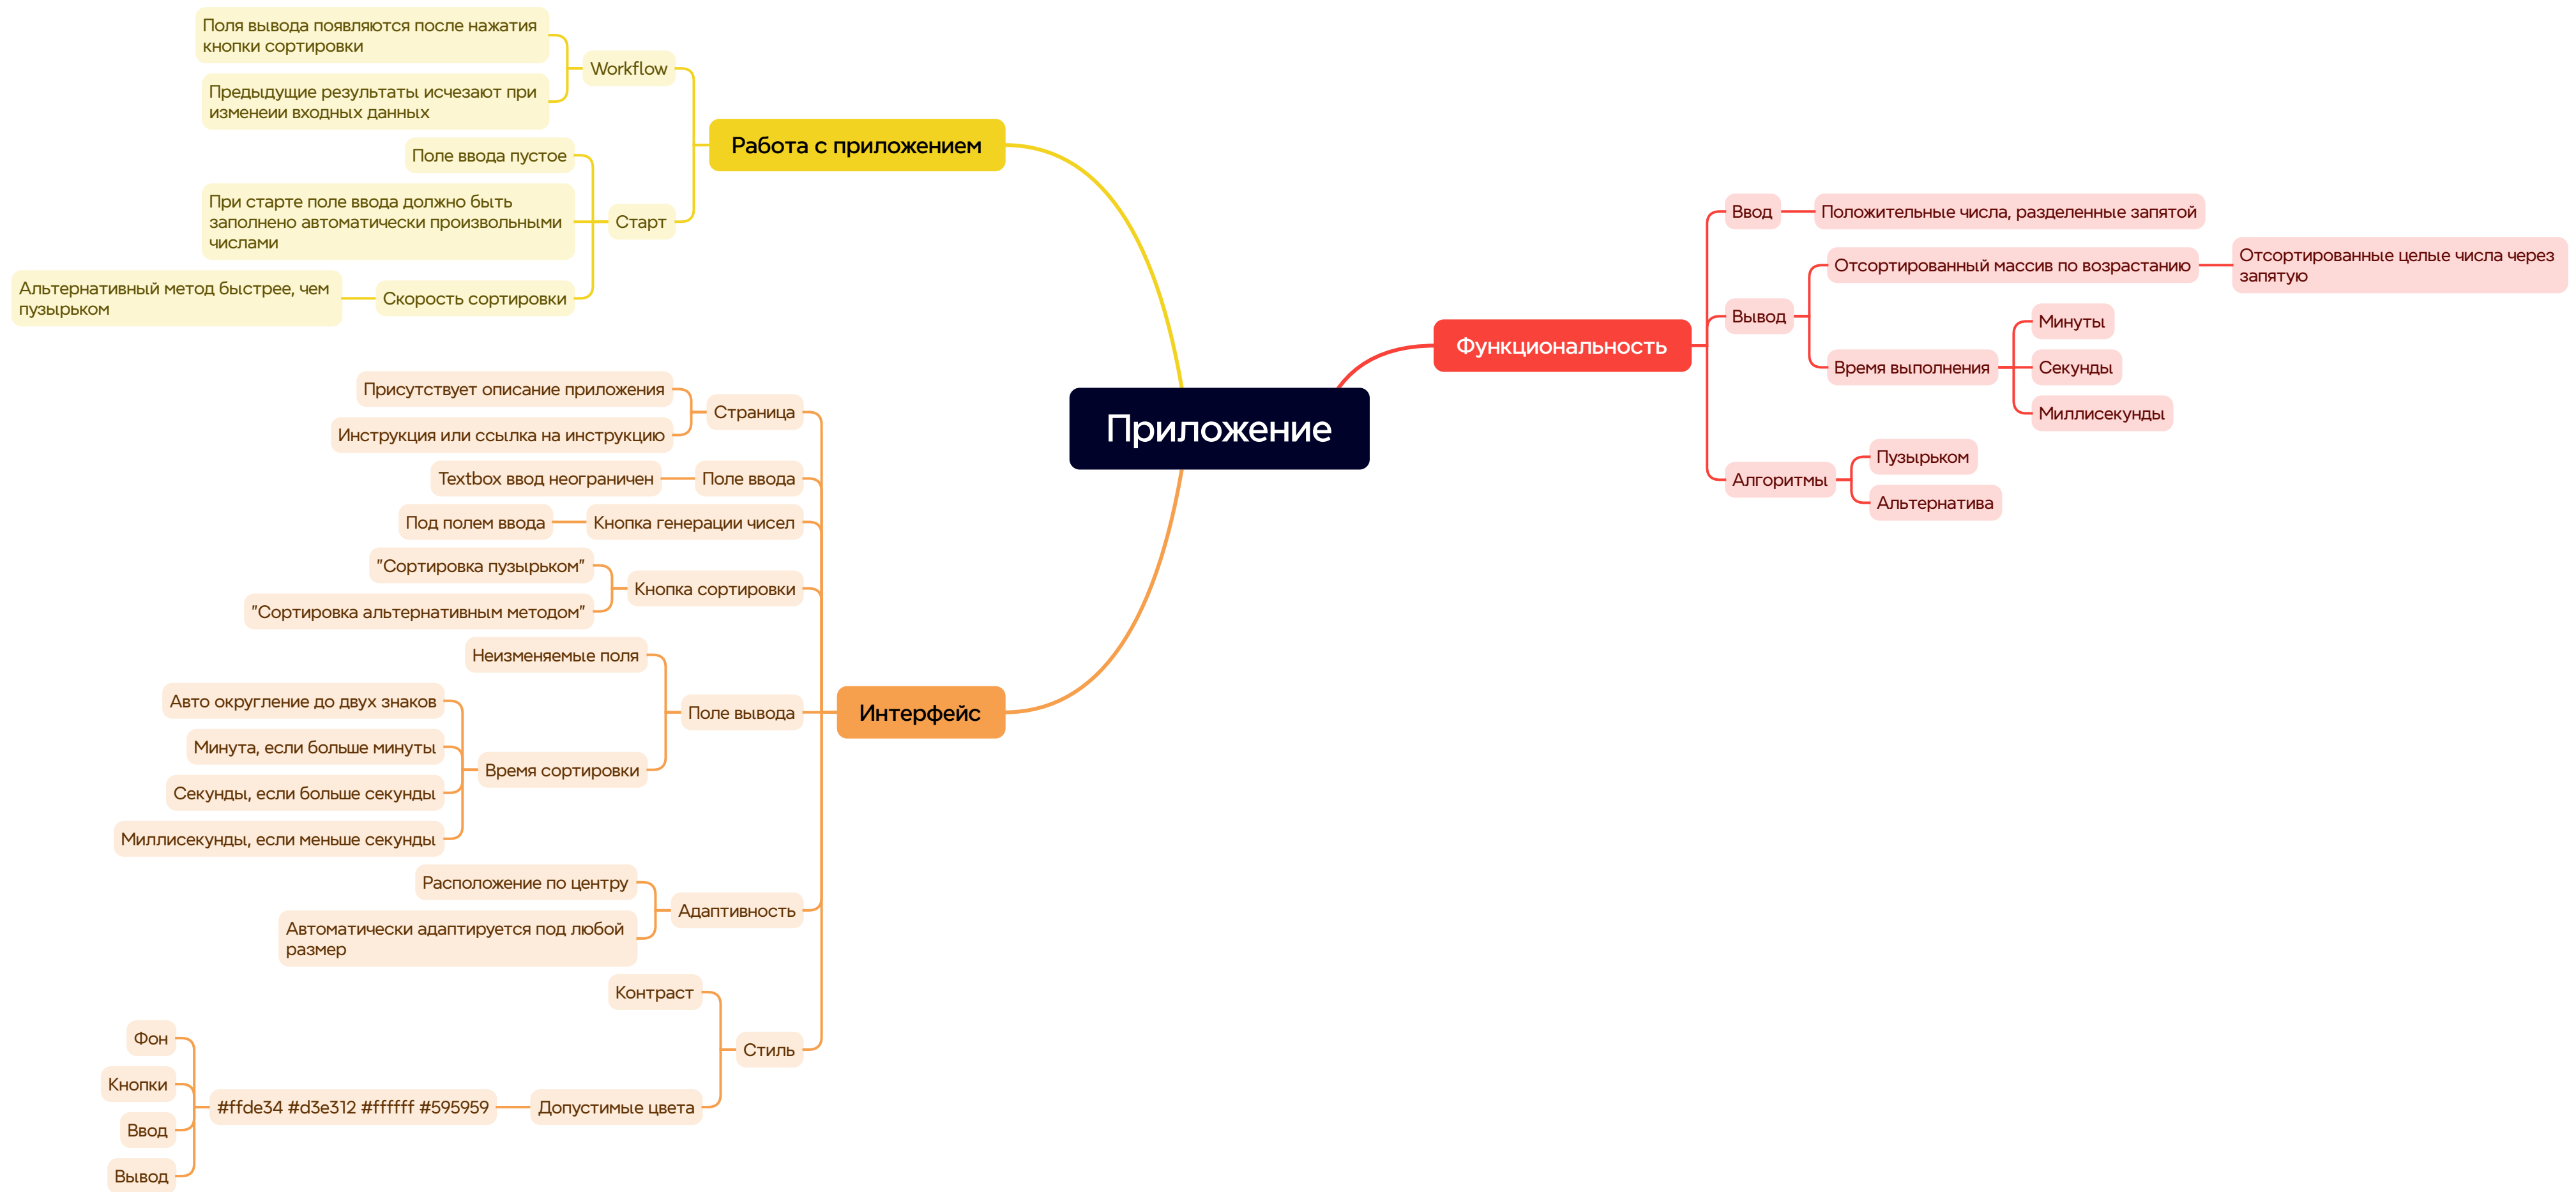 Поля вывода появляются после нажатия
кнопки сортировки
Workflow
Предыдущие результаты исчезают при
изменеии входных данных
Работа с приложением
Поле ввода пустое
При старте поле ввода должно быть
заполнено автоматически произвольными
числами
Старт
Альтернативный метод быстрее, чем
пузырьком
Скорость сортировки
Приложение
Функциональность
Ввод
Положительные числа, разделенные запятой
Вывод
Отсортированный массив по возрастанию
Отсортированные целые числа через
запятую
Время выполнения
Минуты
Секунды
Миллисекунды
Алгоритмы
Пузырьком
Альтернатива
Интерфейс
Страница
Присутствует описание приложения
Инструкция или ссылка на инструкцию
Поле ввода
Textbox ввод неограничен
Кнопка генерации чисел
Под полем ввода
Кнопка сортировки
"Сортировка пузырьком"
"Сортировка альтернативным методом"
Поле вывода
Неизменяемые поля
Время сортировки
Авто округление до двух знаков
Минута, если больше минуты
Секунды, если больше секунды
Миллисекунды, если меньше секунды
Адаптивность
Расположение по центру
Автоматически адаптируется под любой
размер
Стиль
Контраст
Допустимые цвета
#ffde34 #d3e312 #ffffff #595959
Фон
Кнопки
Ввод
Вывод